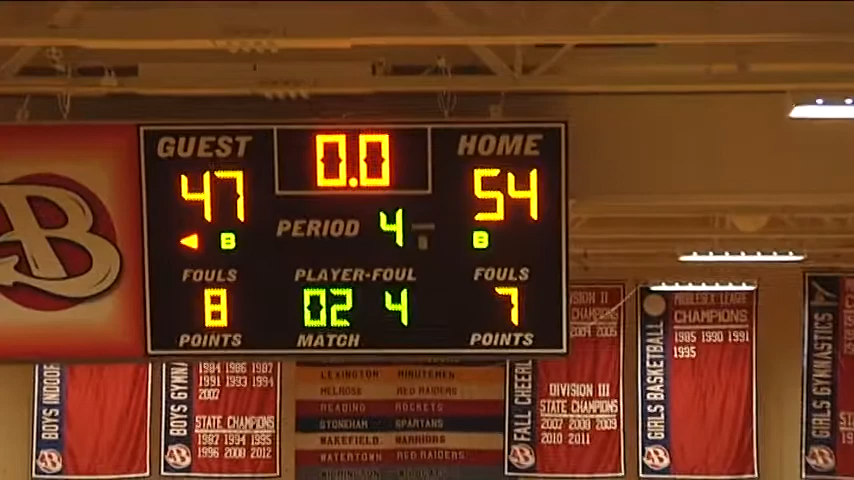 GUEST 0.0 HOME
47 54
PERIOD 4
B B
FOULS PLAYER-FOUL FOULS
8 02 4 7
POINTS MATCH POINTS
B
BOYS INDOOR
BOYS GYMNA
1984 1986 1987
1991 1993 1994
2002
STATE CHAMPIONS
1987 1994 1995
1996 2008 2012
LEXINGTON MINUTEMEN
MELROSE RED RAIDERS
READING ROCKETS
STONEHAM SPARTANS
WAKEFIELD WARRIORS
WATERTOWN RED RAIDERS
WILMINGTON
FALL CHEERL
DIVISION II
CHAMPIONS
2004 2005
DIVISION III
STATE CHAMPIONS
2007 2008 2009
2010 2011
GIRLS BASKETBALL
MIDDLESEX LEAGUE
CHAMPIONS
1985 1990 1991
1995
GIRLS GYMNASTICS